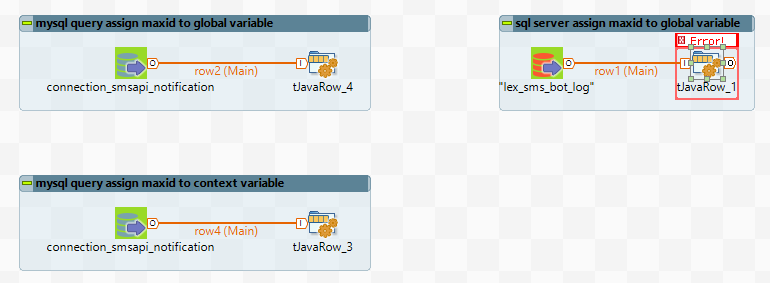 mysql query assign maxid to global variable
row2 (Main)
connection_smsapi_notification
tJavaRow_4
sql server assign maxid to global variable
Error!
row1 (Main)
"lex_sms_bot_log"
tJavaRow_1
mysql query assign maxid to context variable
row4 (Main)
connection_smsapi_notification
tJavaRow_3